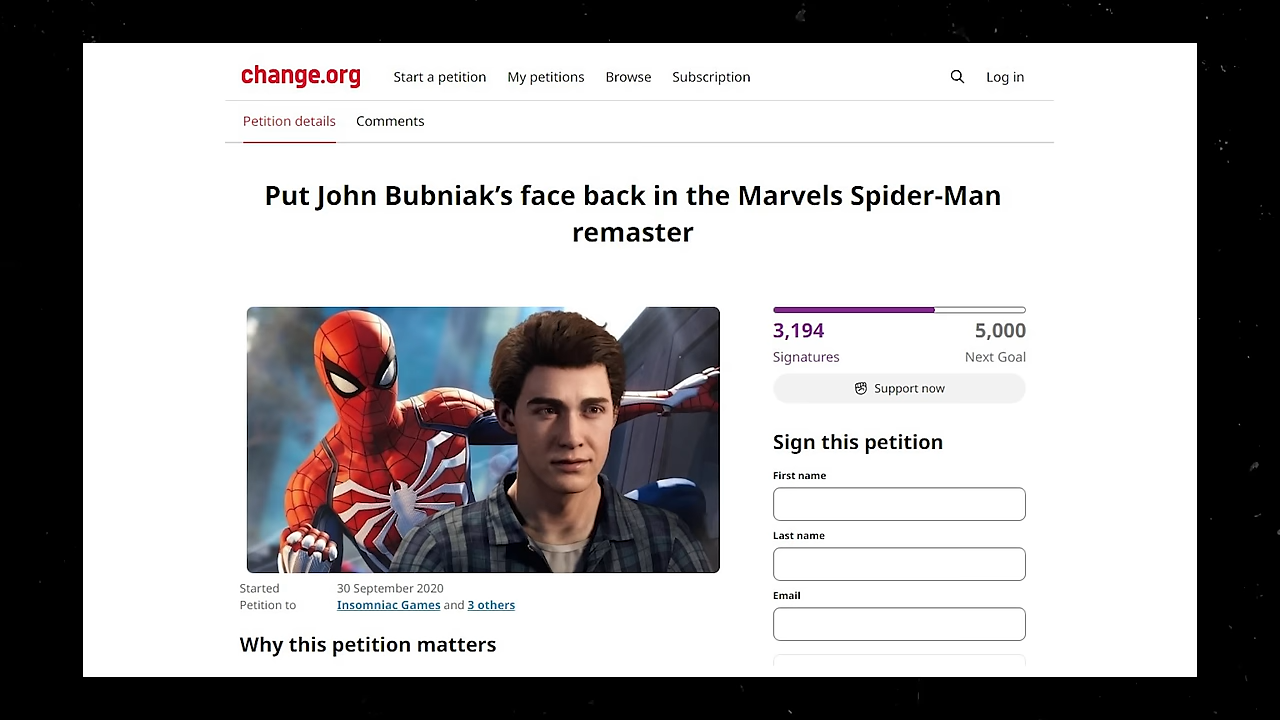 change.org
Start a petition
My petitions
Browse
Subscription
Log in
Petition details
Comments
Put John Bubniak’s face back in the Marvels Spider-Man
remaster
3,194
5,000
Signatures
Next Goal
Support now
Sign this petition
First name
Last name
Email
Started 30 September 2020
Petition to Insomniac Games and 3 others
Why this petition matters